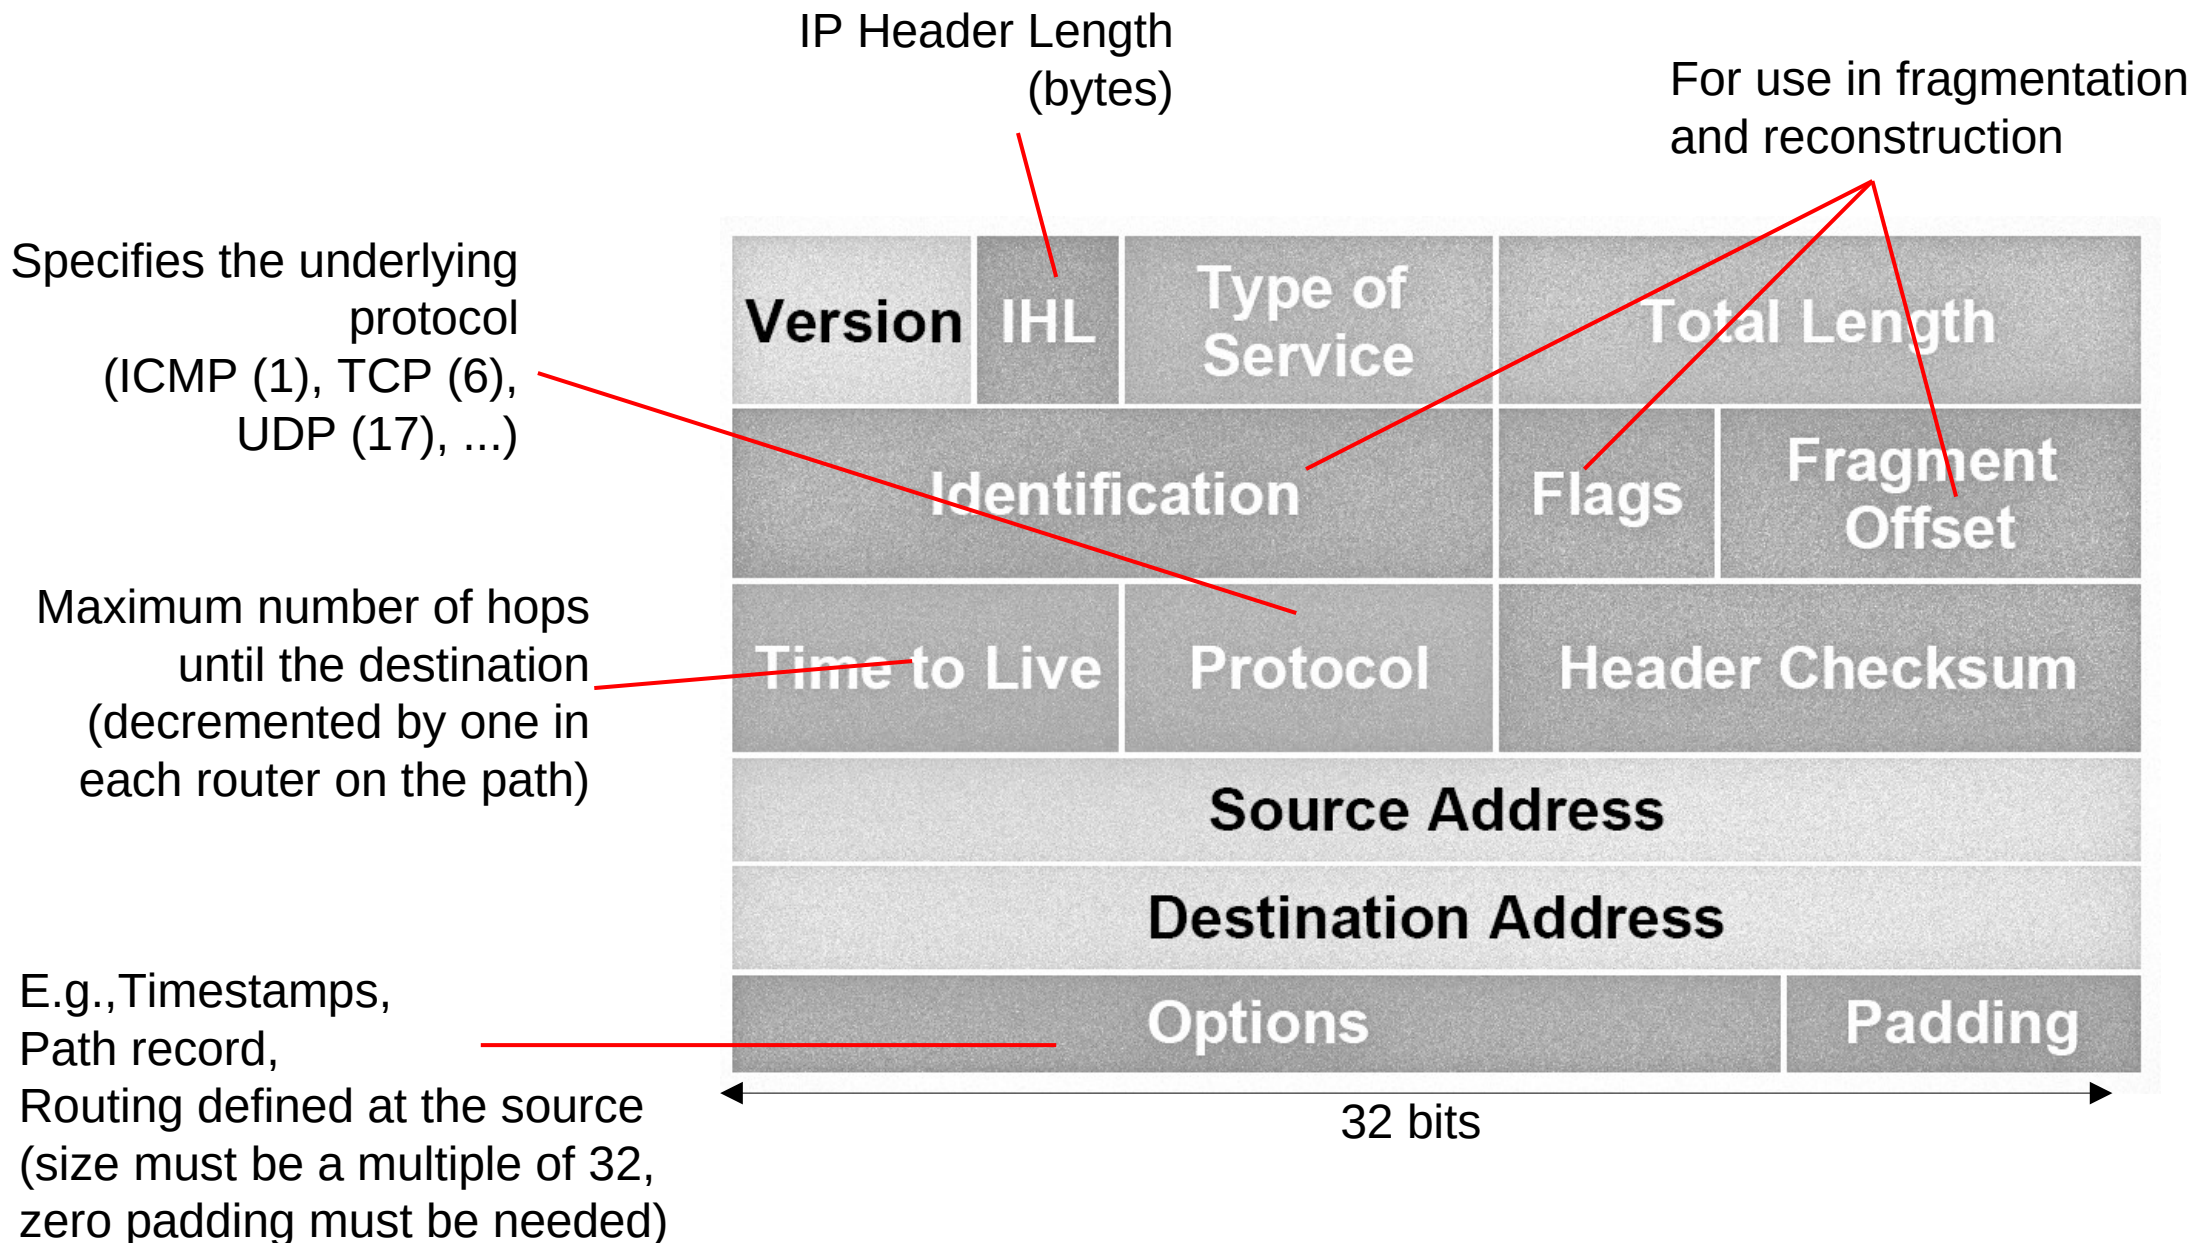 IP Header Length
(bytes)
For use in fragmentation
and reconstruction
Specifies the underlying
protocol
(ICMP (1), TCP (6),
UDP (17), ...)
Maximum number of hops
until the destination
(decremented by one in
each router on the path)
E.g.,Timestamps,
Path record,
Routing defined at the source
(size must be a multiple of 32,
zero padding must be needed)
Version
IHL
Type of
Service
Total Length
Identification
Flags
Fragment
Offset
Time to Live
Protocol
Header Checksum
Source Address
Destination Address
Options
Padding
32 bits